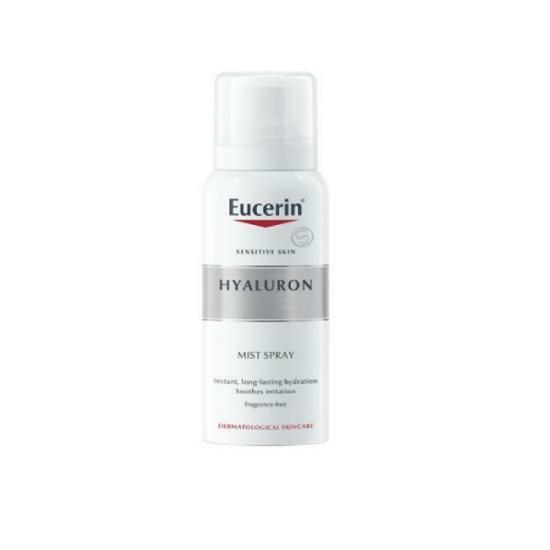 Eucerin®
SENSITIVE SKIN
HYALURON
MIST SPRAY
Instant, long-lasting hydration
Soothes irritation
Fragrance-free
DERMATOLOGICAL SKINCARE